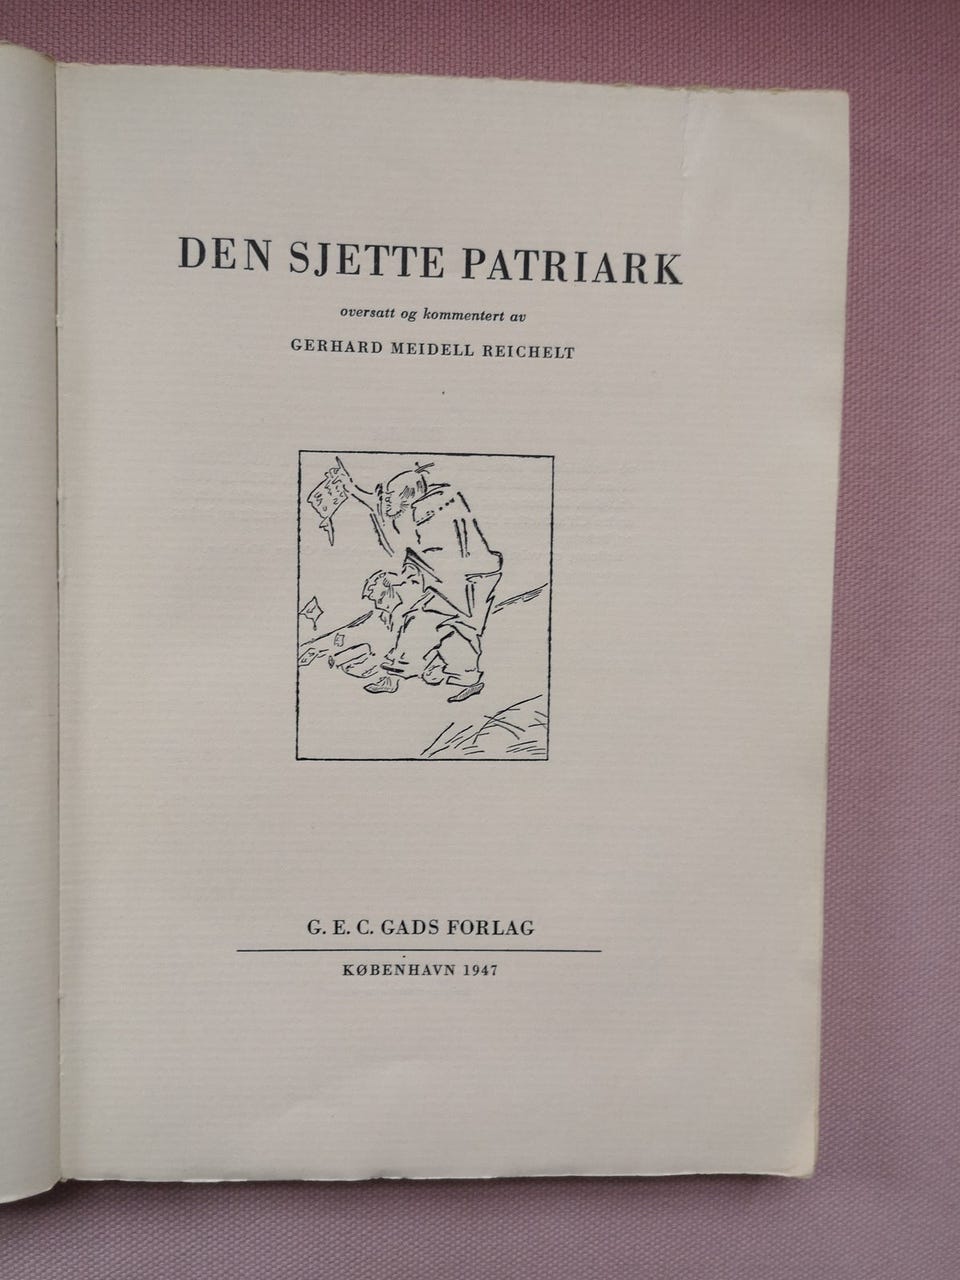 DEN SJETTE PATRIARK
oversatt og kommentert av
GERHARD MEIDELL REICHELT
G. E. C. GADS FORLAG
KØBENHAVN 1947